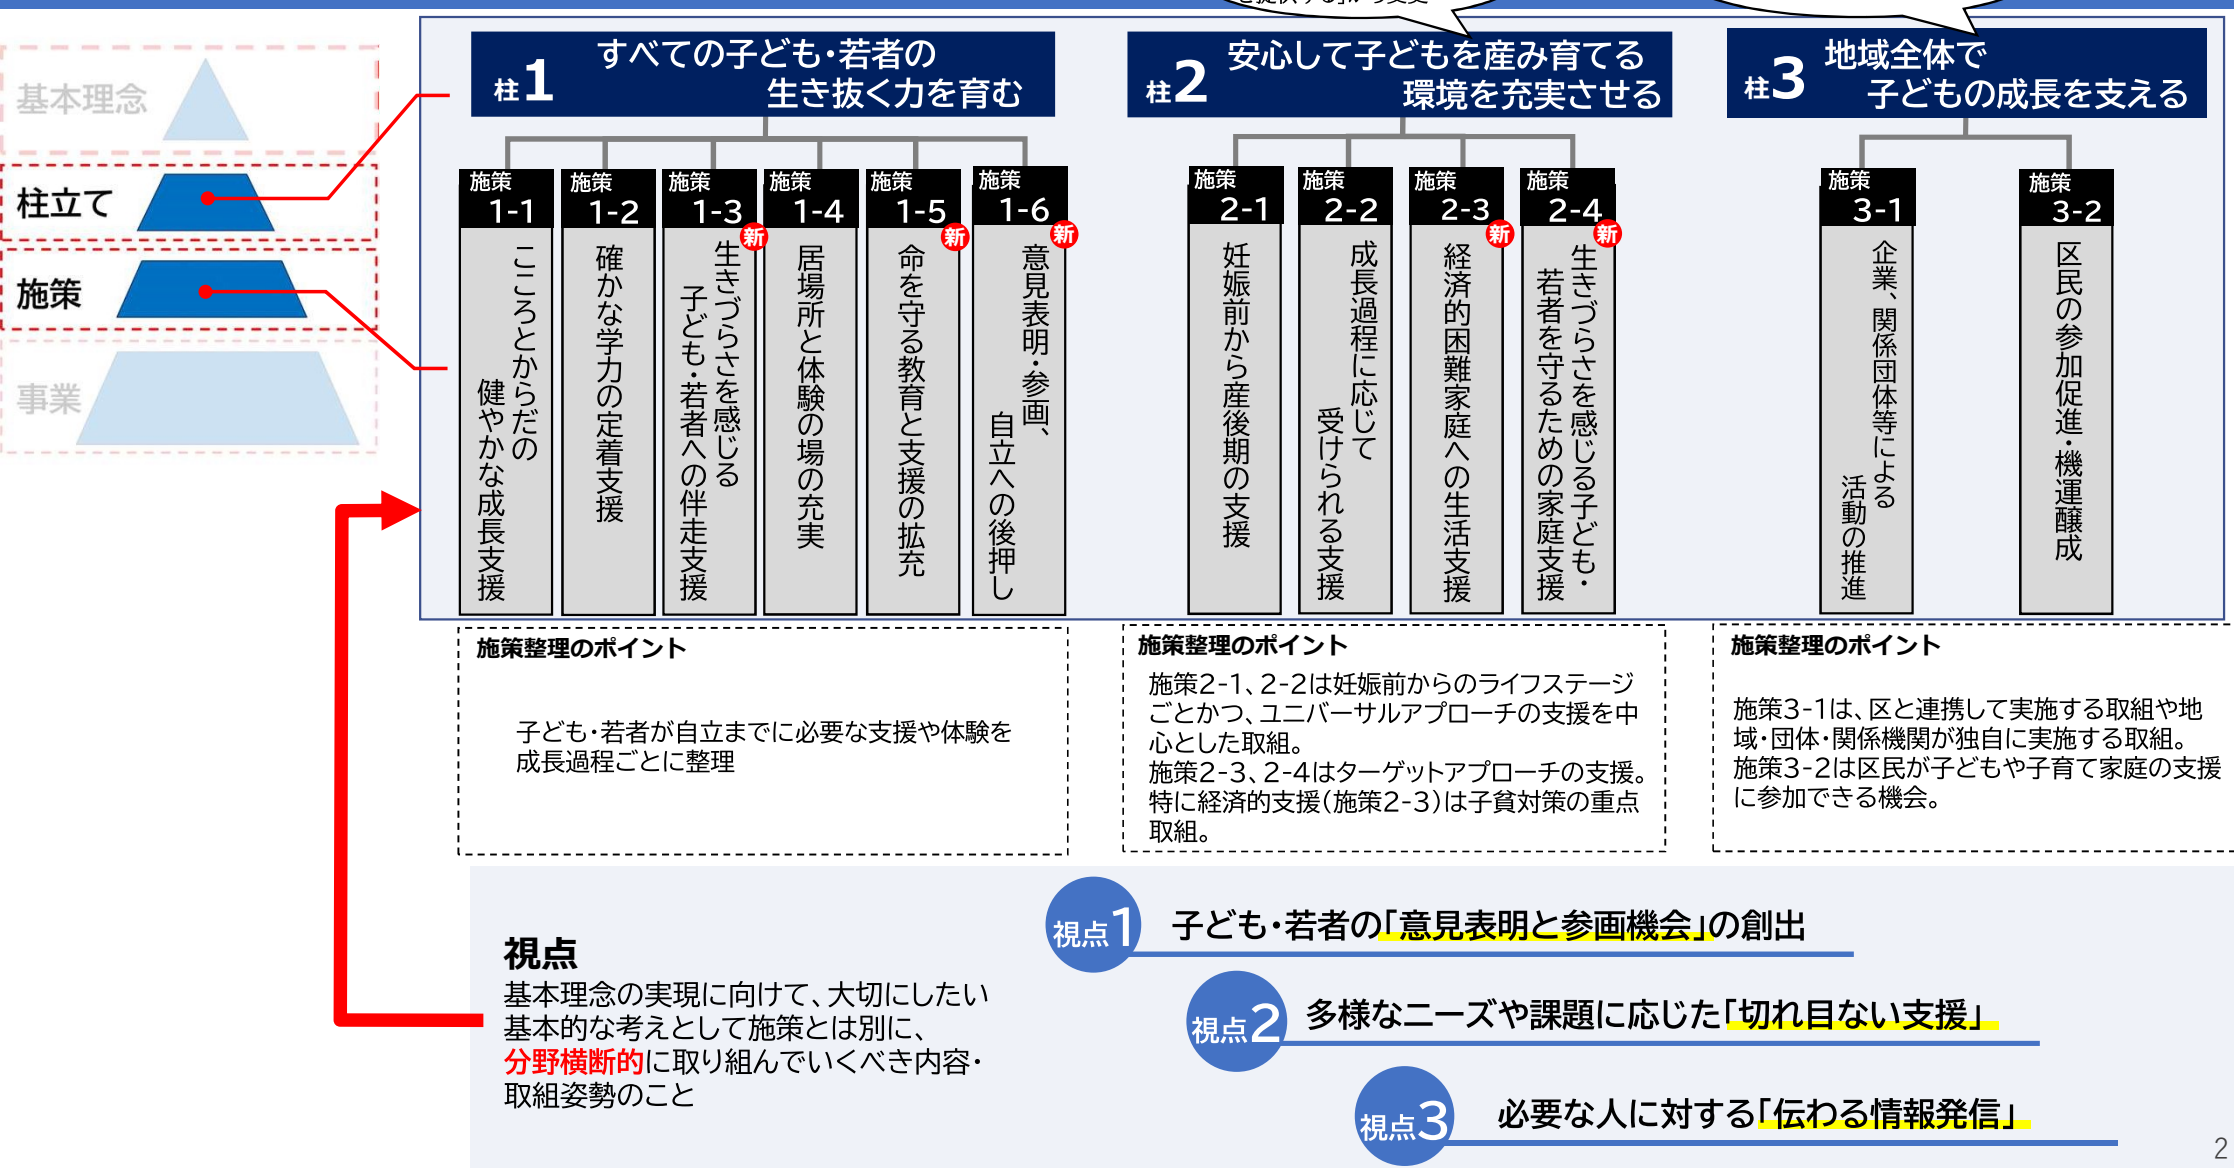 を提供する」から変更
基本理念
柱立て
施策
事業
柱1
すべての子ども・若者の
生き抜く力を育む
施策
1-1
こころとからだの
健やかな成長支援
施策
1-2
確かな学力の定着支援
施策
1-3
新
生きづらさを感じる
子ども・若者への伴走支援
施策
1-4
居場所と体験の場の充実
施策
1-5
新
命を守る教育と支援の拡充
施策
1-6
新
意見表明・参画、
自立への後押し
柱2
安心して子どもを産み育てる
環境を充実させる
施策
2-1
妊娠前から産後期の支援
施策
2-2
成長過程に応じて
受けられる支援
施策
2-3
新
経済的困難家庭への生活支援
施策
2-4
新
生きづらさを感じる子ども・
若者を守るための家庭支援
柱3
地域全体で
子どもの成長を支える
施策
3-1
企業、関係団体等による
活動の推進
施策
3-2
区民の参加促進・機運醸成
施策整理のポイント
子ども・若者が自立までに必要な支援や体験を
成長過程ごとに整理
施策整理のポイント
施策2-1、2-2は妊娠前からのライフステージ
ごとかつ、ユニバーサルアプローチの支援を中
心とした取組。
施策2-3、2-4はターゲットアプローチの支援。
特に経済的支援(施策2-3)は子貧対策の重点
取組。
施策整理のポイント
施策3-1は、区と連携して実施する取組や地
域・団体・関係機関が独自に実施する取組。
施策3-2は区民が子どもや子育て家庭の支援
に参加できる機会。
視点
基本理念の実現に向けて、大切にしたい
基本的な考えとして施策とは別に、
分野横断的に取り組んでいくべき内容・
取組姿勢のこと
視点1
子ども・若者の「意見表明と参画機会」の創出
視点2
多様なニーズや課題に応じた「切れ目ない支援」
視点3
必要な人に対する「伝わる情報発信」
2